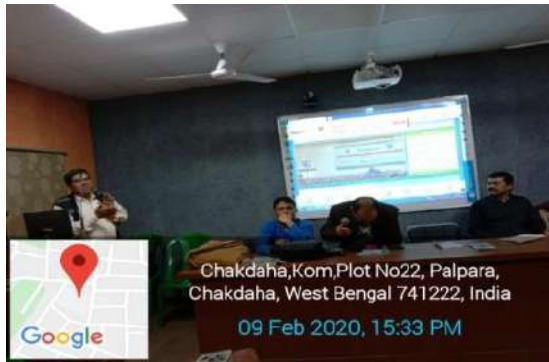 Chakdaha,Kom,Plot No22, Palpara,
Chakdaha, West Bengal 741222, India
09 Feb 2020, 15:33 PM
Google